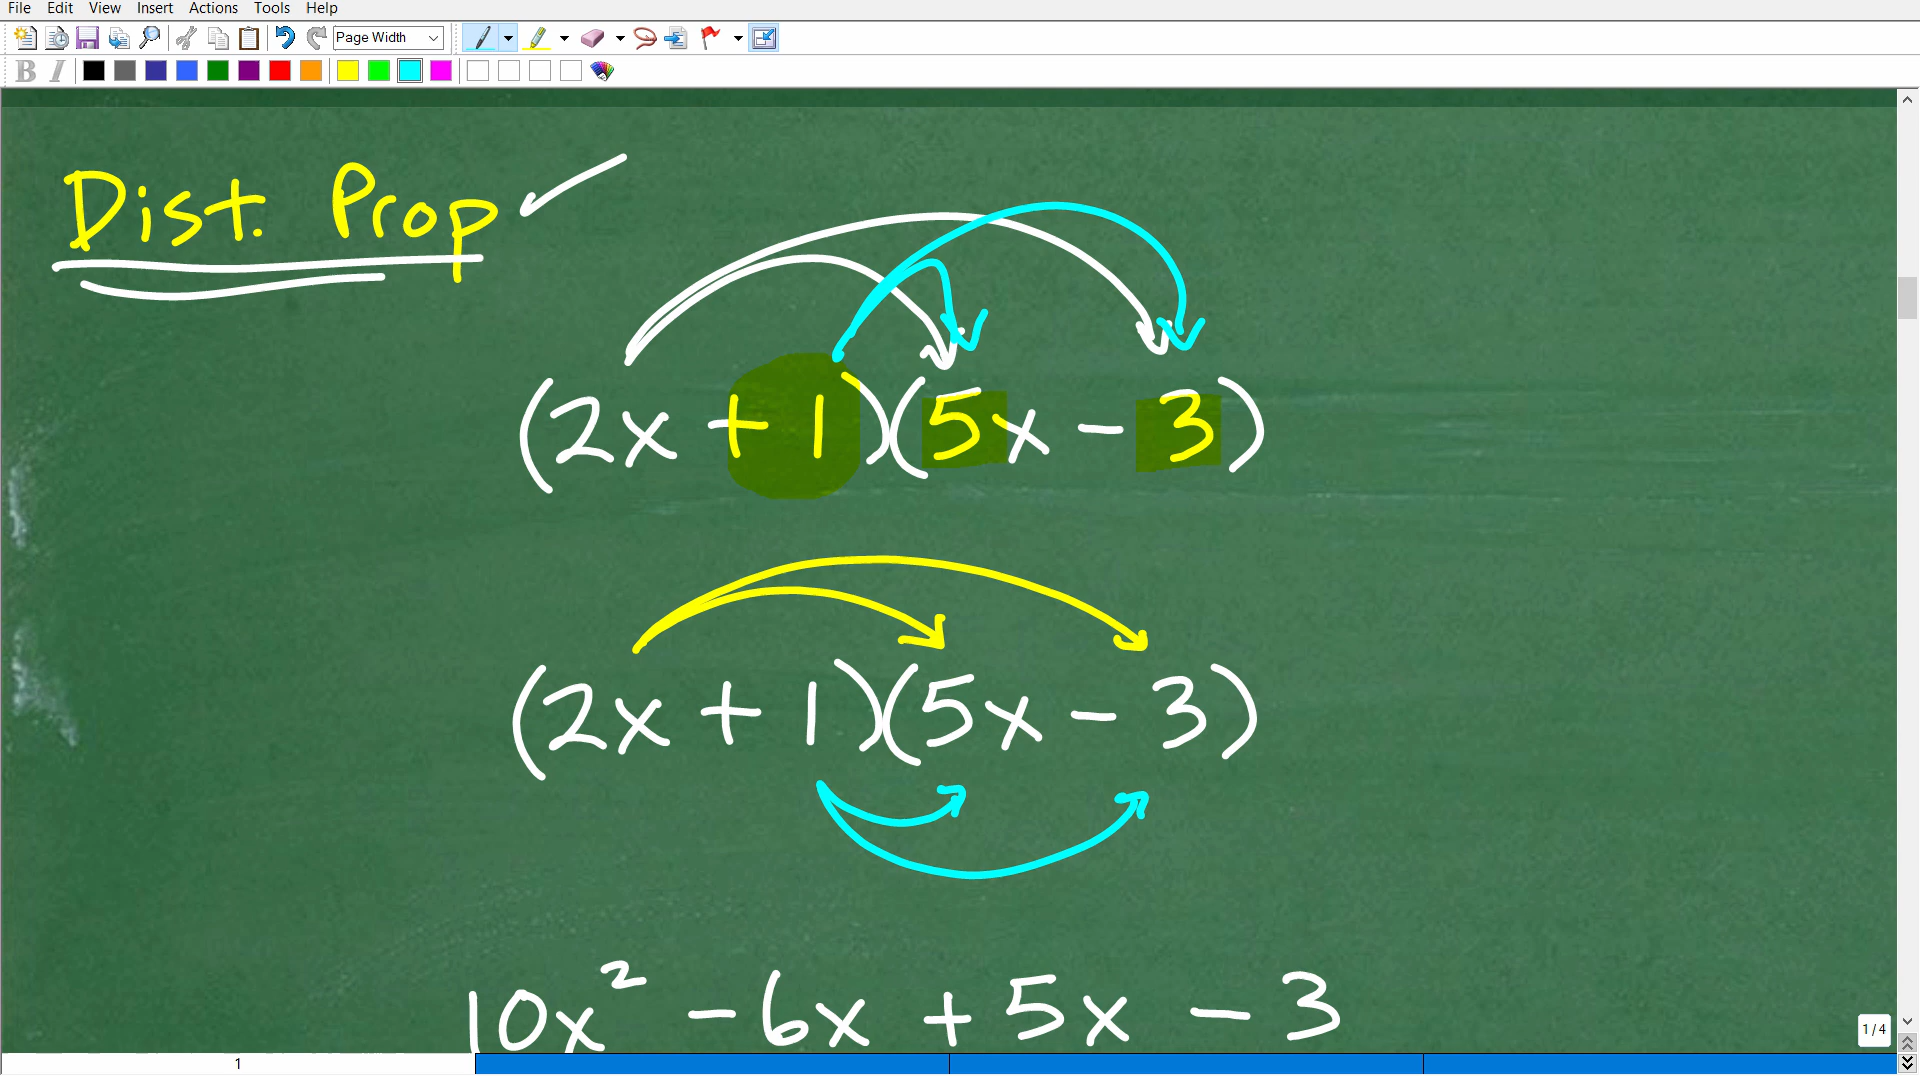 File Edit View Insert Actions Tools Help
Page Width
B I
Dist. Prop
(2x + 1)(5x - 3)
(2x + 1)(5x - 3)
10x² - 6x + 5x - 3
1 / 4
1